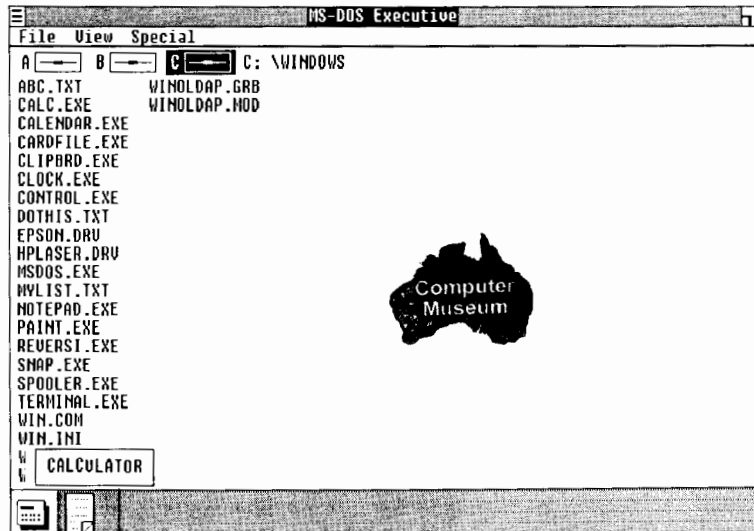 MS-DOS Executive
File View Special
A B C C: \WINDOWS
ABC.TXT WINOLDAP.GRB
CALC.EXE WINOLDAP.MOD
CALENDAR.EXE
CARDFILE.EXE
CLIPBRD.EXE
CLOCK.EXE
CONTROL.EXE
DOTHIS.TXT
EPSON.DRV
HPLASER.DRV
MSDOS.EXE
MYLIST.TXT
NOTEPAD.EXE
PAINT.EXE
REVERSI.EXE
SNAP.EXE
SPOOLER.EXE
TERMINAL.EXE
WIN.COM
WIN.INI
CALCULATOR
Computer
Museum